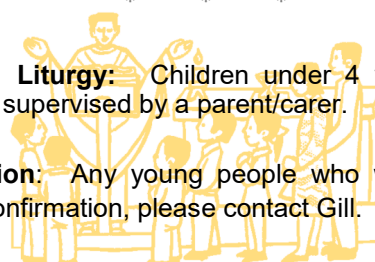 Liturgy: Children under 4
supervised by a parent/carer.
ion: Any young people who
onfirmation, please contact Gill.